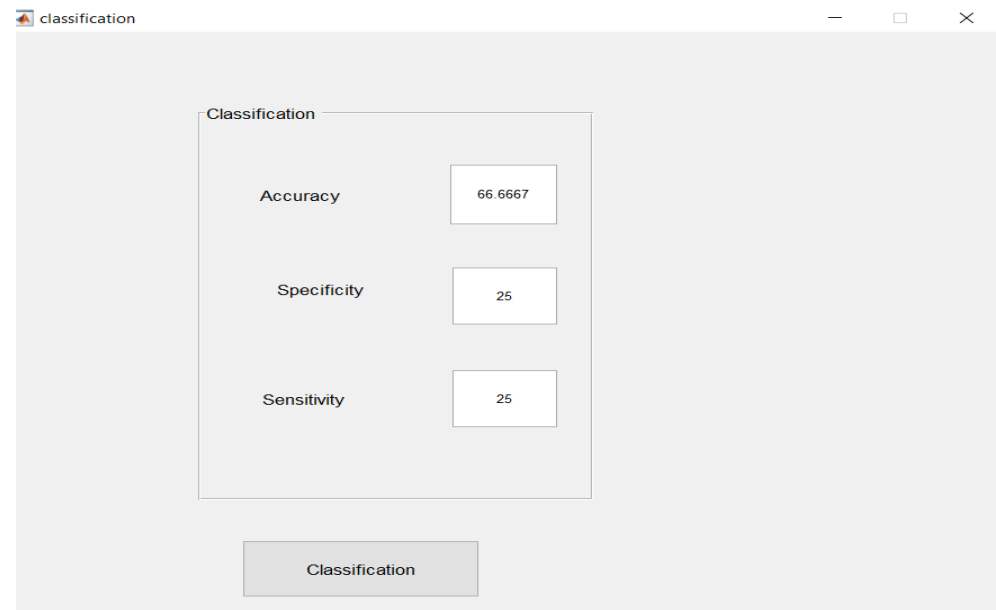 classification
Classification
Accuracy
66.6667
Specificity
25
Sensitivity
25
Classification